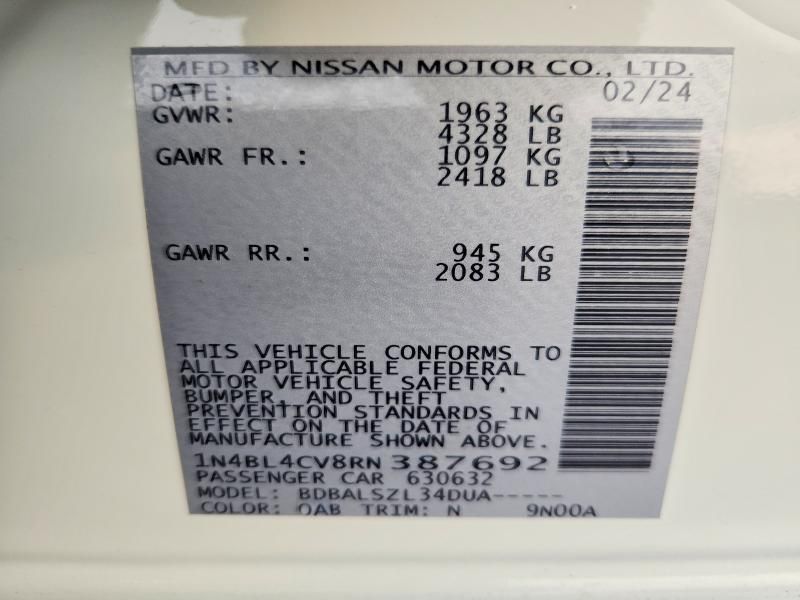 MFD BY NISSAN MOTOR CO., LTD.
DATE: 02/24
GVWR: 1963 KG
4328 LB
GAWR FR.: 1097 KG
2418 LB
GAWR RR.: 945 KG
2083 LB
THIS VEHICLE CONFORMS TO
ALL APPLICABLE FEDERAL
MOTOR VEHICLE SAFETY,
BUMPER, AND THEFT
PREVENTION STANDARDS IN
EFFECT ON THE DATE OF
MANUFACTURE SHOWN ABOVE.
1N4BL4CV8RN387692
PASSENGER CAR 630632
MODEL: BDBALSZL34DUA-----
COLOR: QAB TRIM: N 9N00A